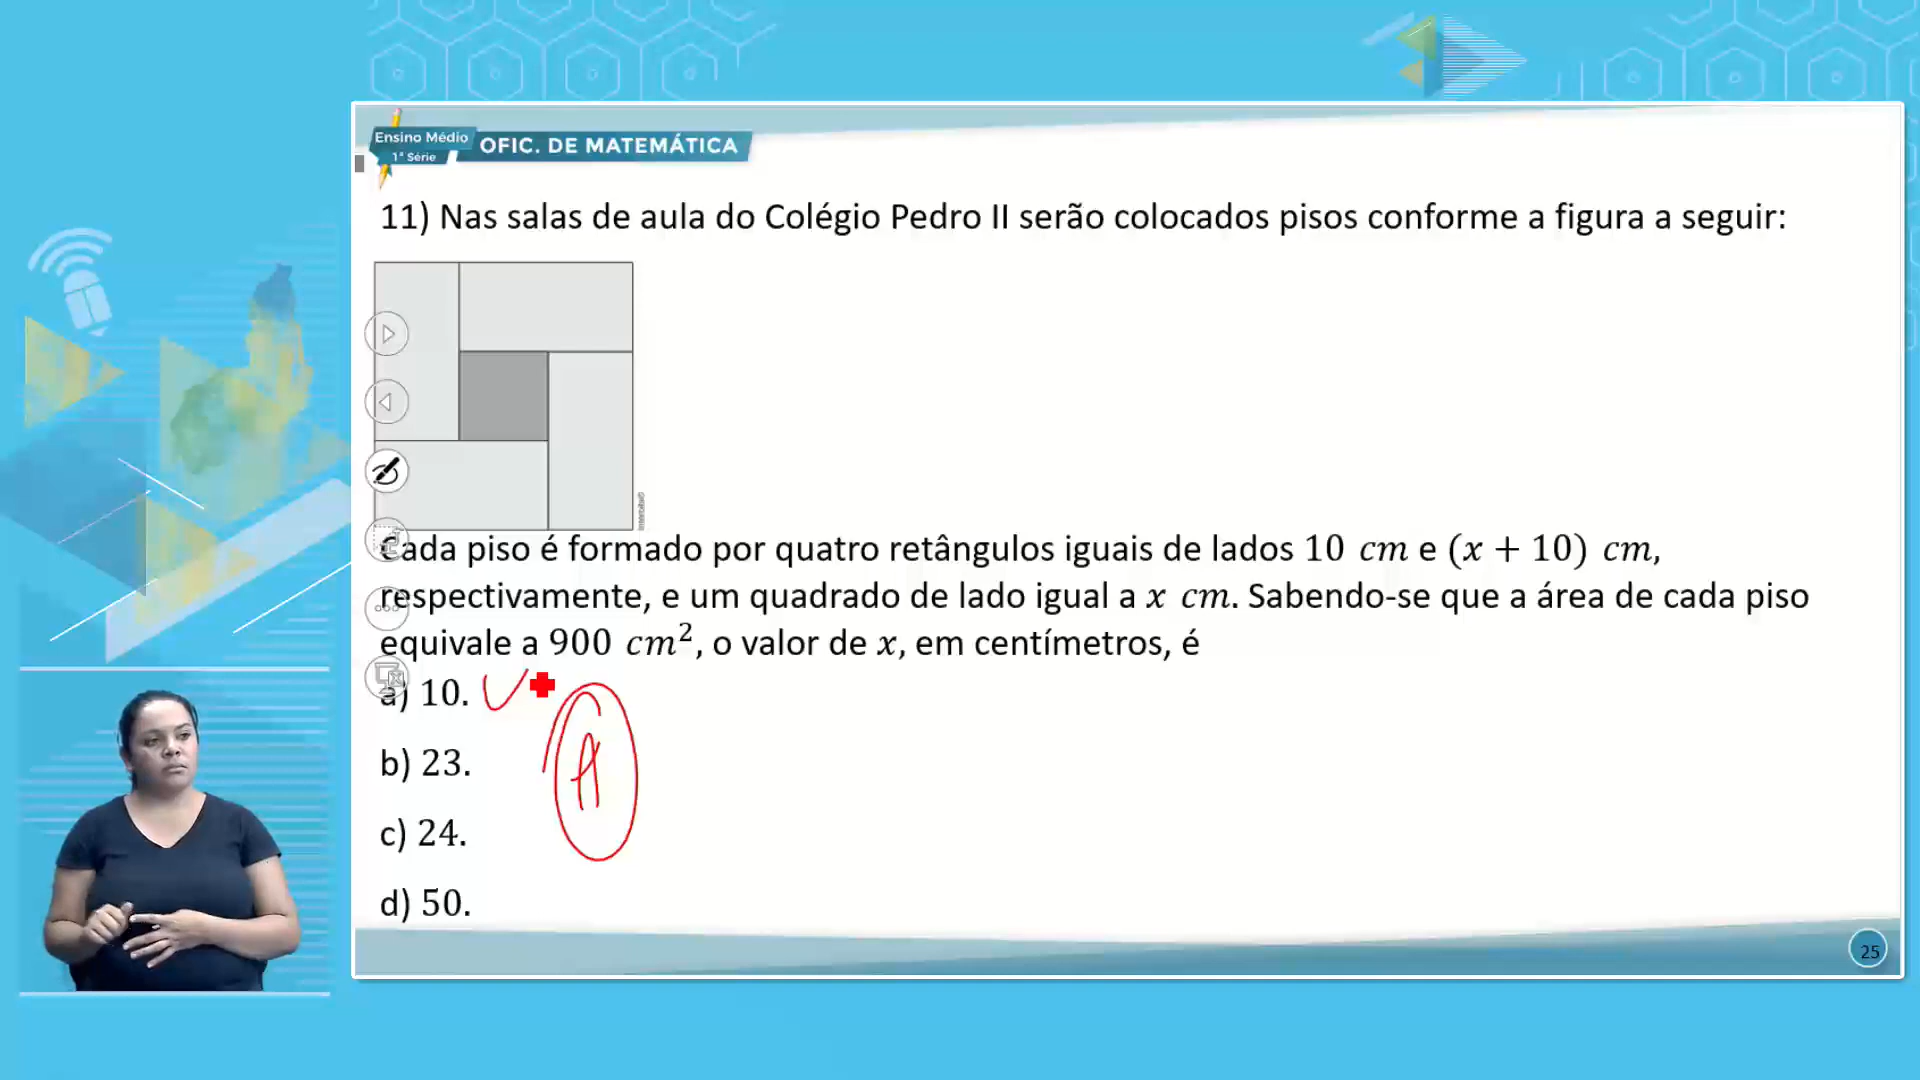 Ensino Médio
1ª Série
OFIC. DE MATEMÁTICA
11) Nas salas de aula do Colégio Pedro II serão colocados pisos conforme a figura a seguir:
Cada piso é formado por quatro retângulos iguais de lados 10 cm e (x + 10) cm,
respectivamente, e um quadrado de lado igual a x cm. Sabendo-se que a área de cada piso
equivale a 900 cm², o valor de x, em centímetros, é
a) 10.
A
b) 23.
c) 24.
d) 50.
25